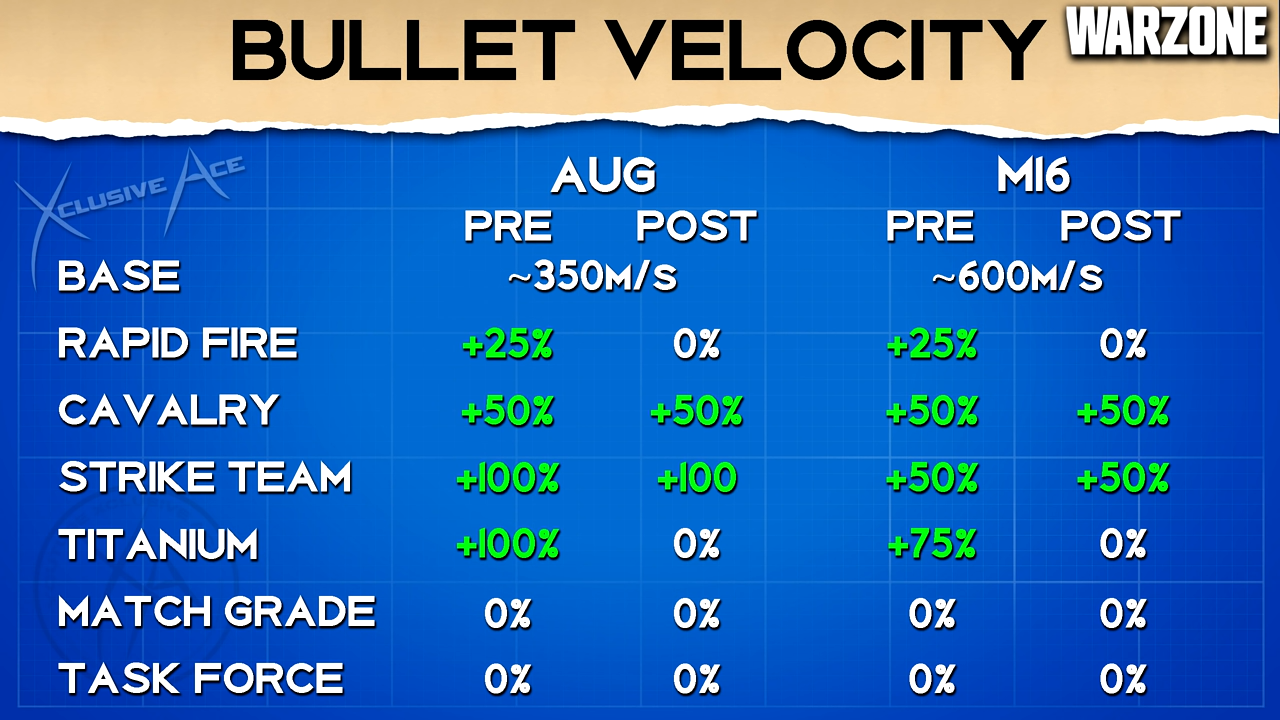 BULLET VELOCITY
WARZONE
XCLUSIVE ACE
AUG M16
PRE POST PRE POST
BASE ~350M/S ~600M/S
RAPID FIRE +25% 0% +25% 0%
CAVALRY +50% +50% +50% +50%
STRIKE TEAM +100% +100 +50% +50%
TITANIUM +100% 0% +75% 0%
MATCH GRADE 0% 0% 0% 0%
TASK FORCE 0% 0% 0% 0%